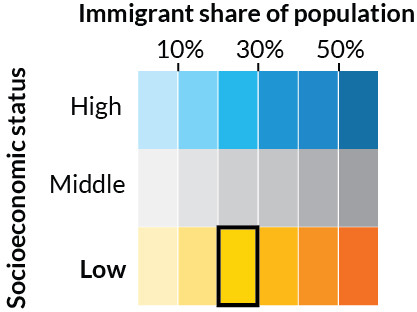 Immigrant share of population
10% 30% 50%
Socioeconomic status
High
Middle
Low